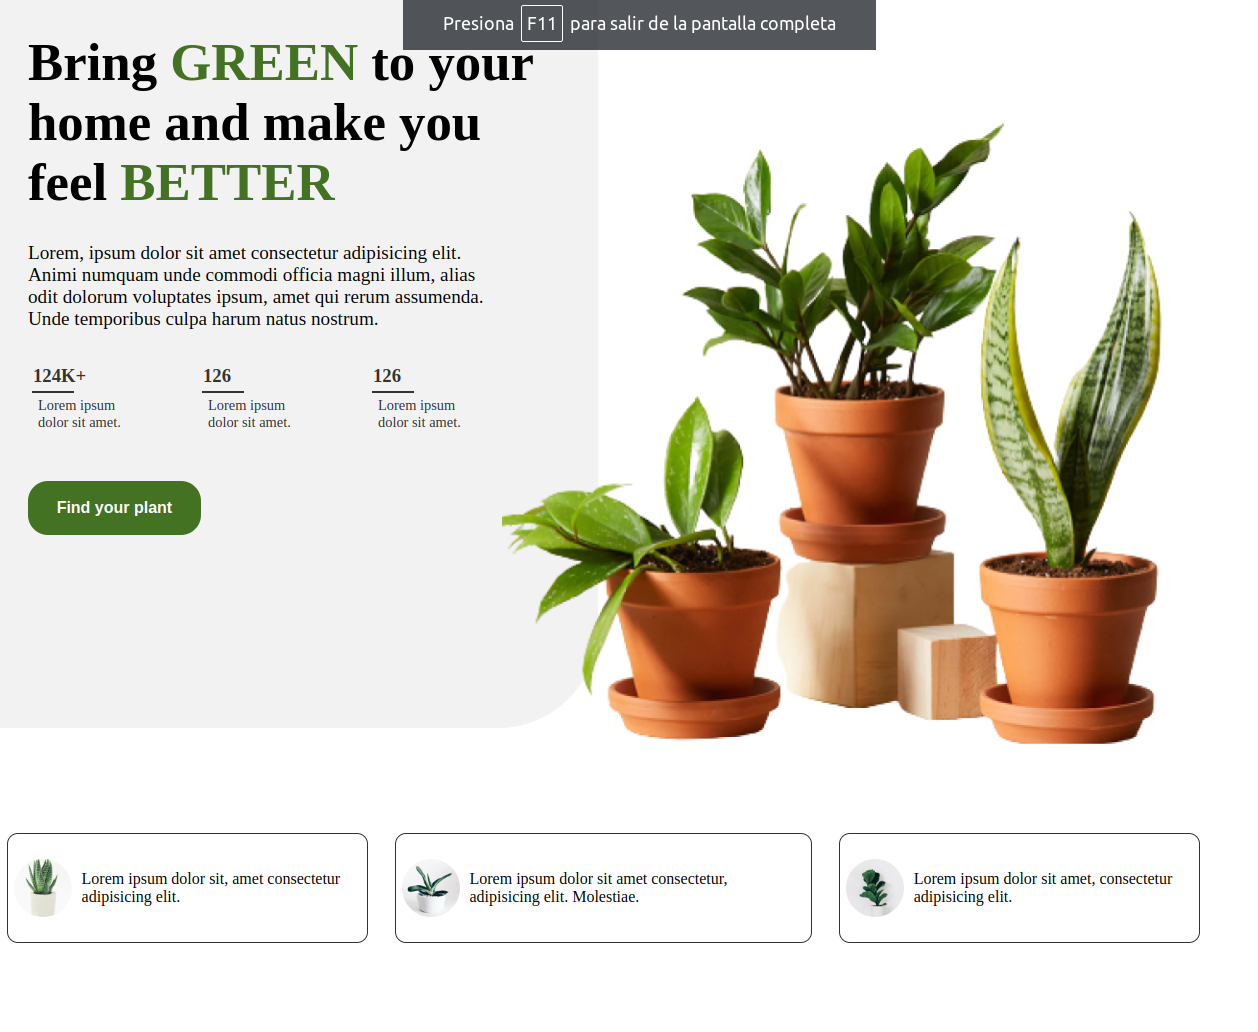 Presiona F11 para salir de la pantalla completa
Bring GREEN to your
home and make you
feel BETTER
Lorem, ipsum dolor sit amet consectetur adipisicing elit.
Animi numquam unde commodi officia magni illum, alias
odit dolorum voluptates ipsum, amet qui rerum assumenda.
Unde temporibus culpa harum natus nostrum.
124K+
Lorem ipsum
dolor sit amet.
126
Lorem ipsum
dolor sit amet.
126
Lorem ipsum
dolor sit amet.
Find your plant
Lorem ipsum dolor sit, amet consectetur
adipisicing elit.
Lorem ipsum dolor sit amet consectetur,
adipisicing elit. Molestiae.
Lorem ipsum dolor sit amet, consectetur
adipisicing elit.